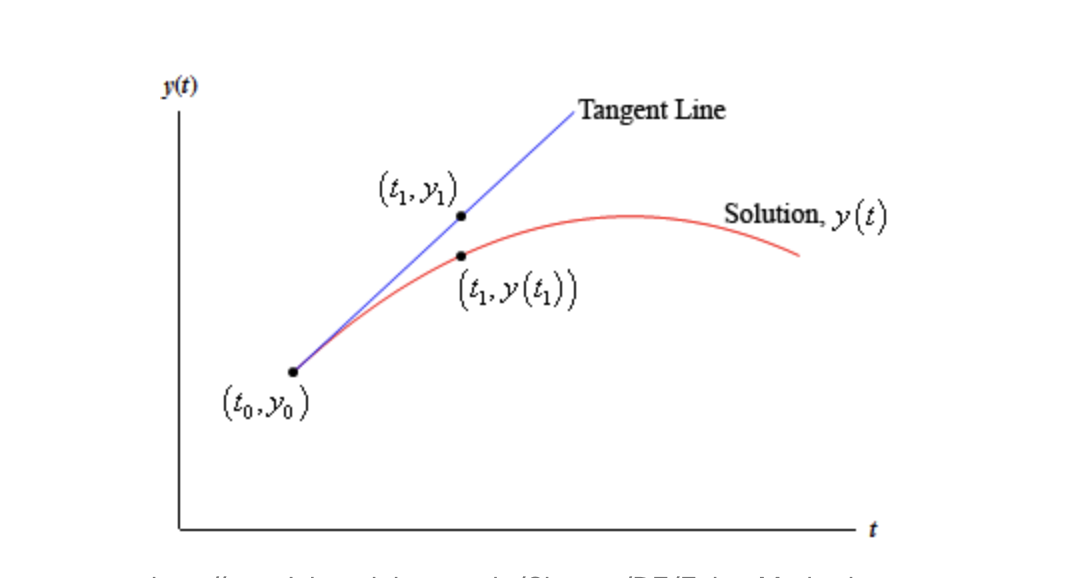 y(t)
Tangent Line
(t₁, y₁)
Solution, y(t)
(t₁, y(t₁))
(t₀, y₀)
t